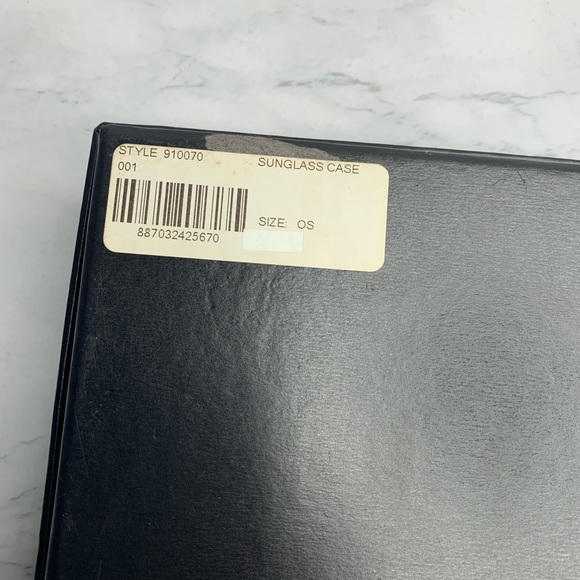 STYLE 910070 SUNGLASS CASE
001
SIZE: OS
887032425670